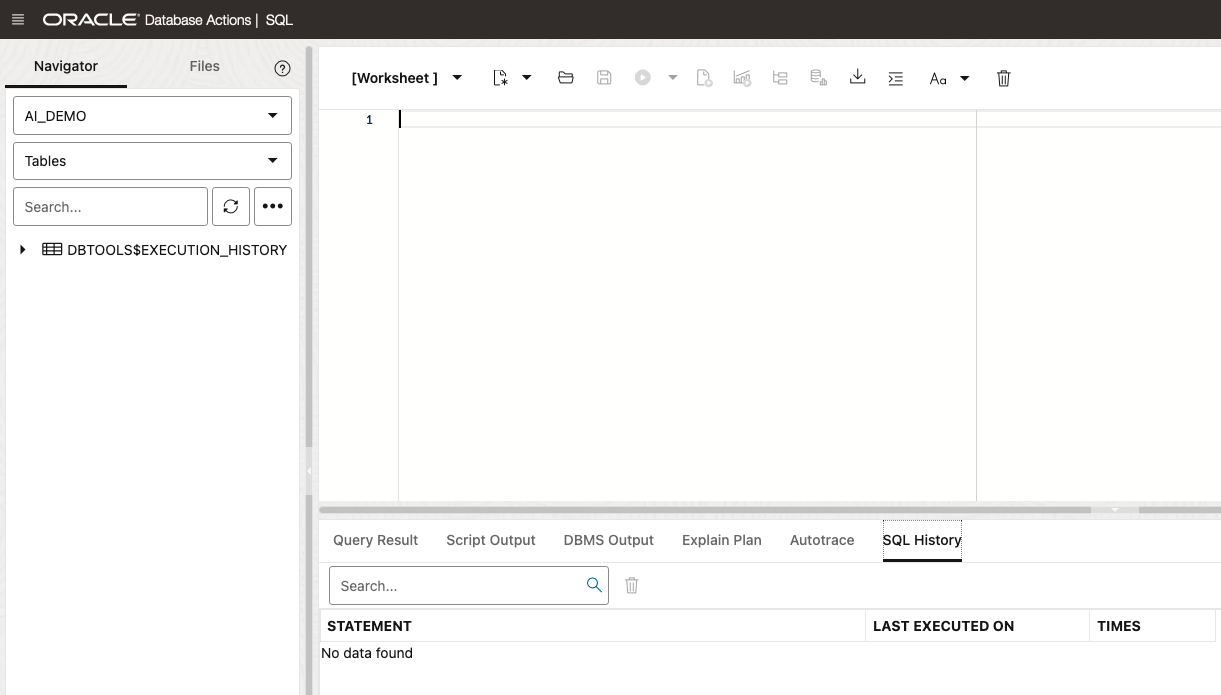 ORACLE Database Actions | SQL
Navigator
Files
?
AI_DEMO
Tables
Search...
DBTOOLS$EXECUTION_HISTORY
[Worksheet ]
Aa
1
Query Result
Script Output
DBMS Output
Explain Plan
Autotrace
SQL History
Search...
STATEMENT
LAST EXECUTED ON
TIMES
No data found